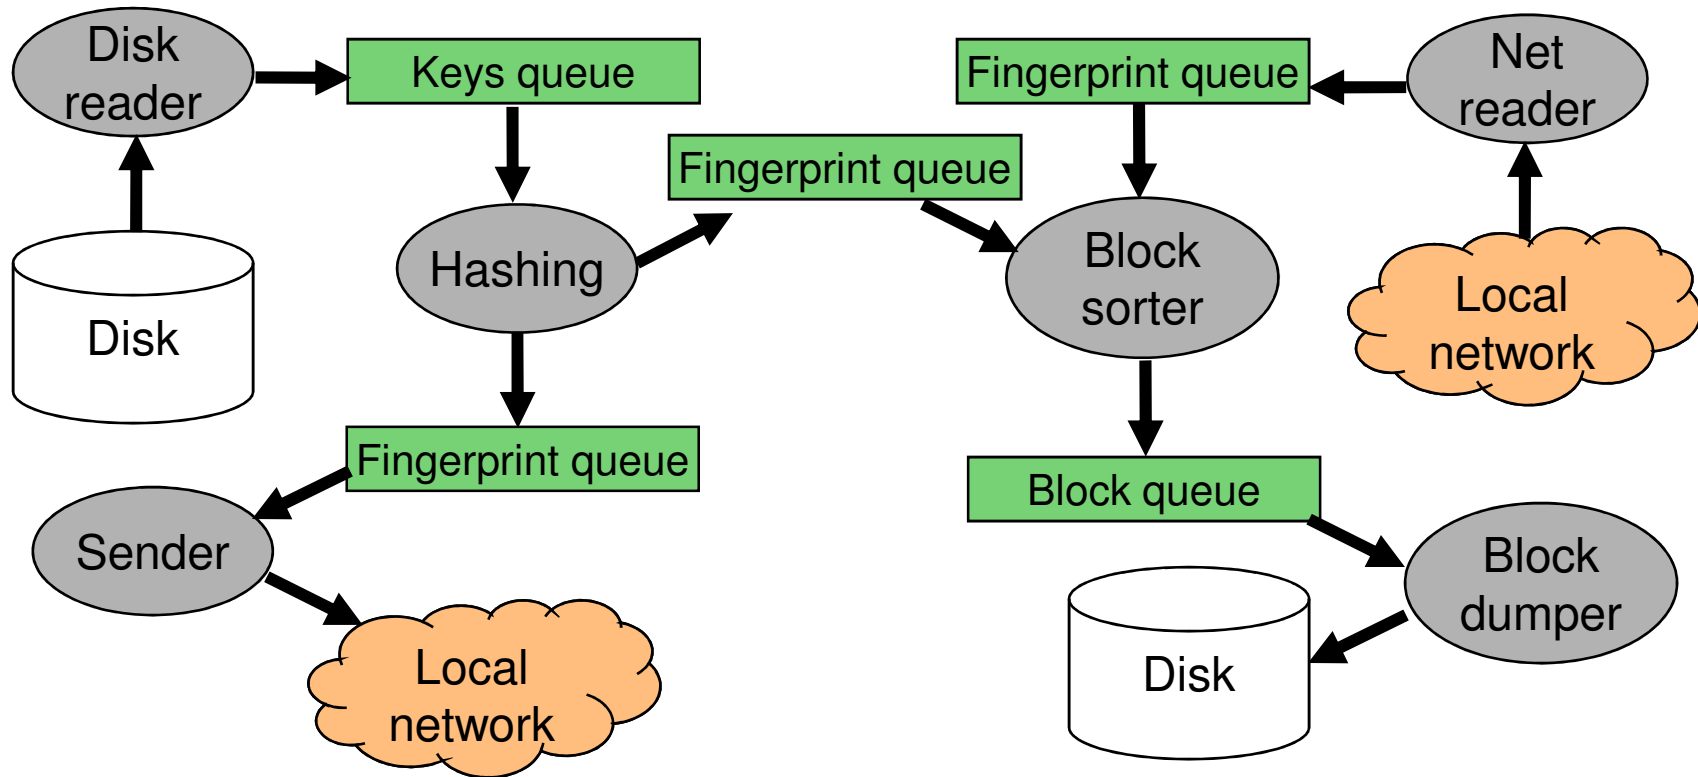 Disk
reader
Keys queue
Fingerprint queue
Net
reader
Fingerprint queue
Hashing
Block
sorter
Local
network
Disk
Fingerprint queue
Block queue
Sender
Block
dumper
Local
network
Disk